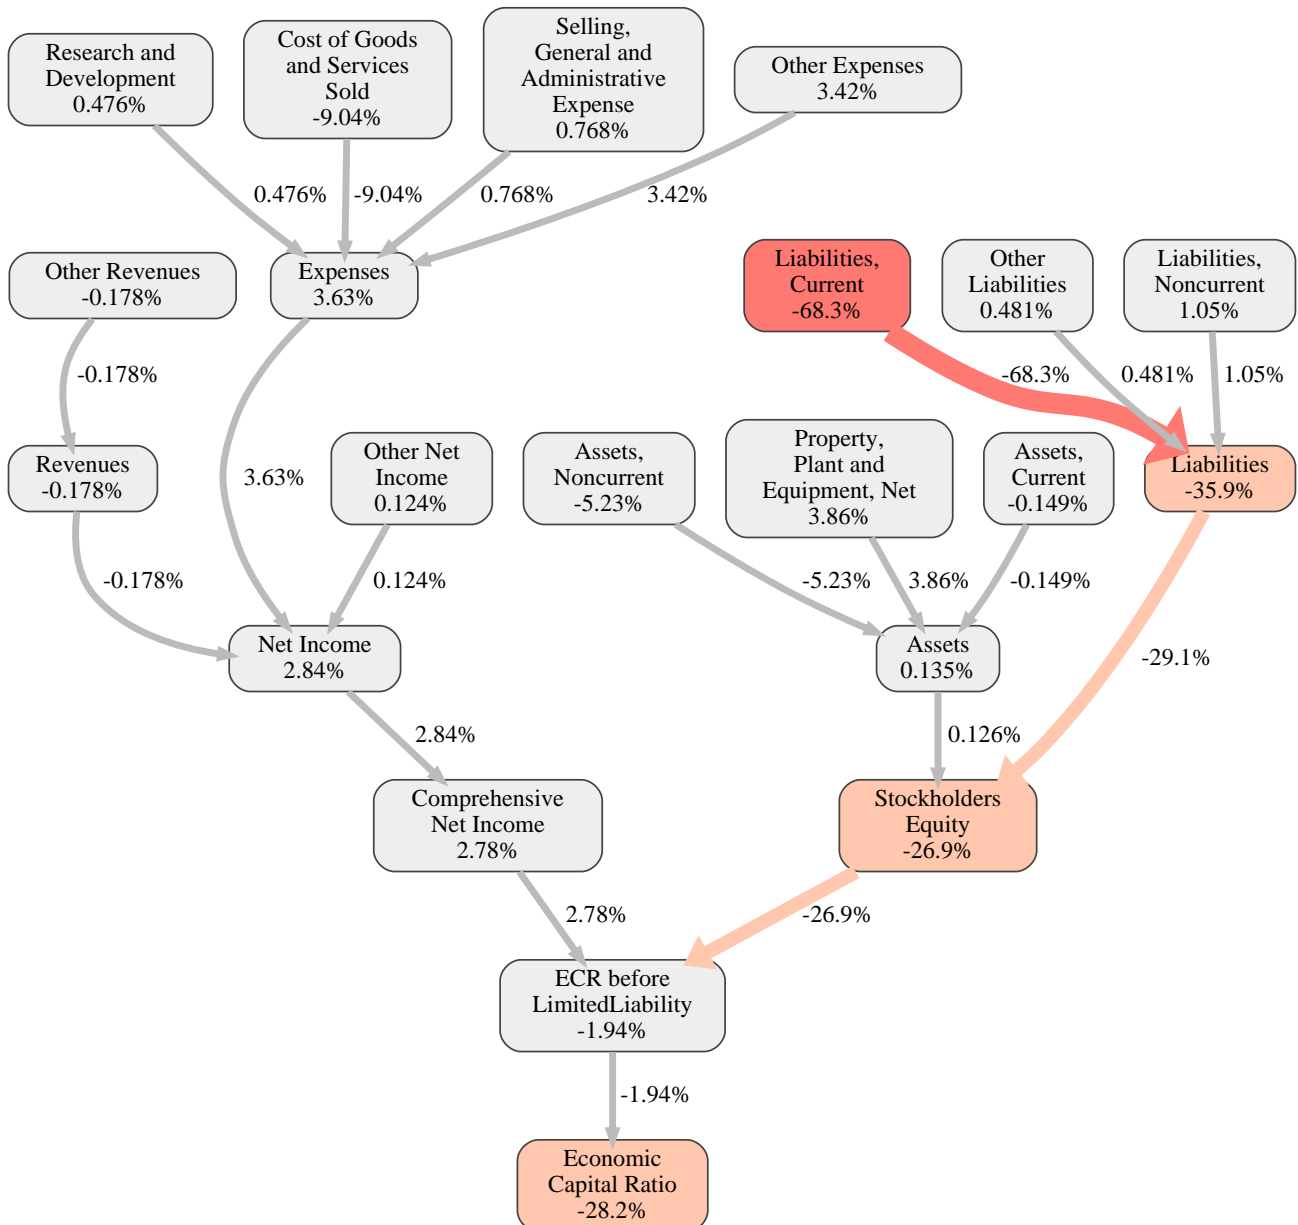 Research and
Development
0.476%
Cost of Goods
and Services
Sold
-9.04%
Selling,
General and
Administrative
Expense
0.768%
Other Expenses
3.42%
0.476%
-9.04%
0.768%
3.42%
Other Revenues
-0.178%
Expenses
3.63%
Liabilities,
Current
-68.3%
Other
Liabilities
0.481%
Liabilities,
Noncurrent
1.05%
-0.178%
-68.3%
0.481%
1.05%
Revenues
-0.178%
3.63%
Other Net
Income
0.124%
Assets,
Noncurrent
-5.23%
Property,
Plant and
Equipment, Net
3.86%
Assets,
Current
-0.149%
Liabilities
-35.9%
-0.178%
0.124%
-5.23%
3.86%
-0.149%
-29.1%
Net Income
2.84%
Assets
0.135%
2.84%
0.126%
Comprehensive
Net Income
2.78%
Stockholders
Equity
-26.9%
2.78%
-26.9%
ECR before
LimitedLiability
-1.94%
-1.94%
Economic
Capital Ratio
-28.2%